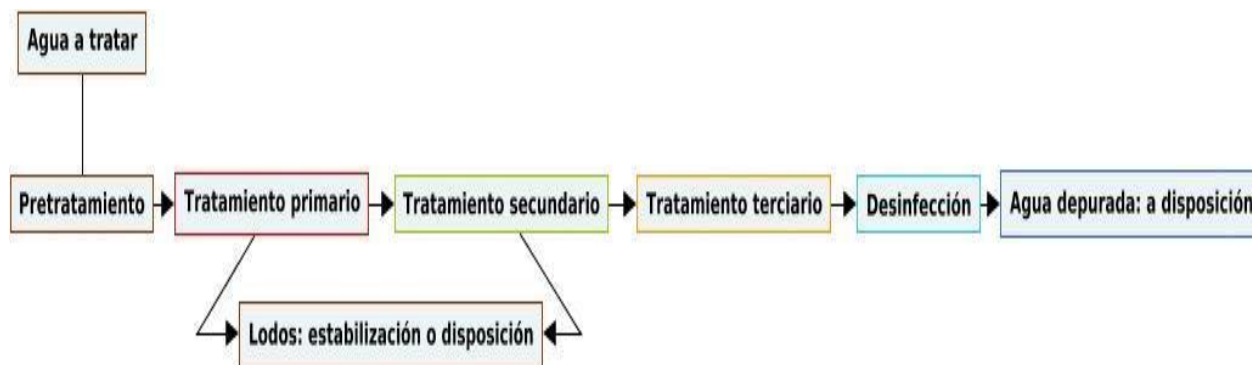 Agua a tratar
Pretratamiento
Tratamiento primario
Tratamiento secundario
Tratamiento terciario
Desinfección
Agua depurada: a disposición
Lodos: estabilización o disposición